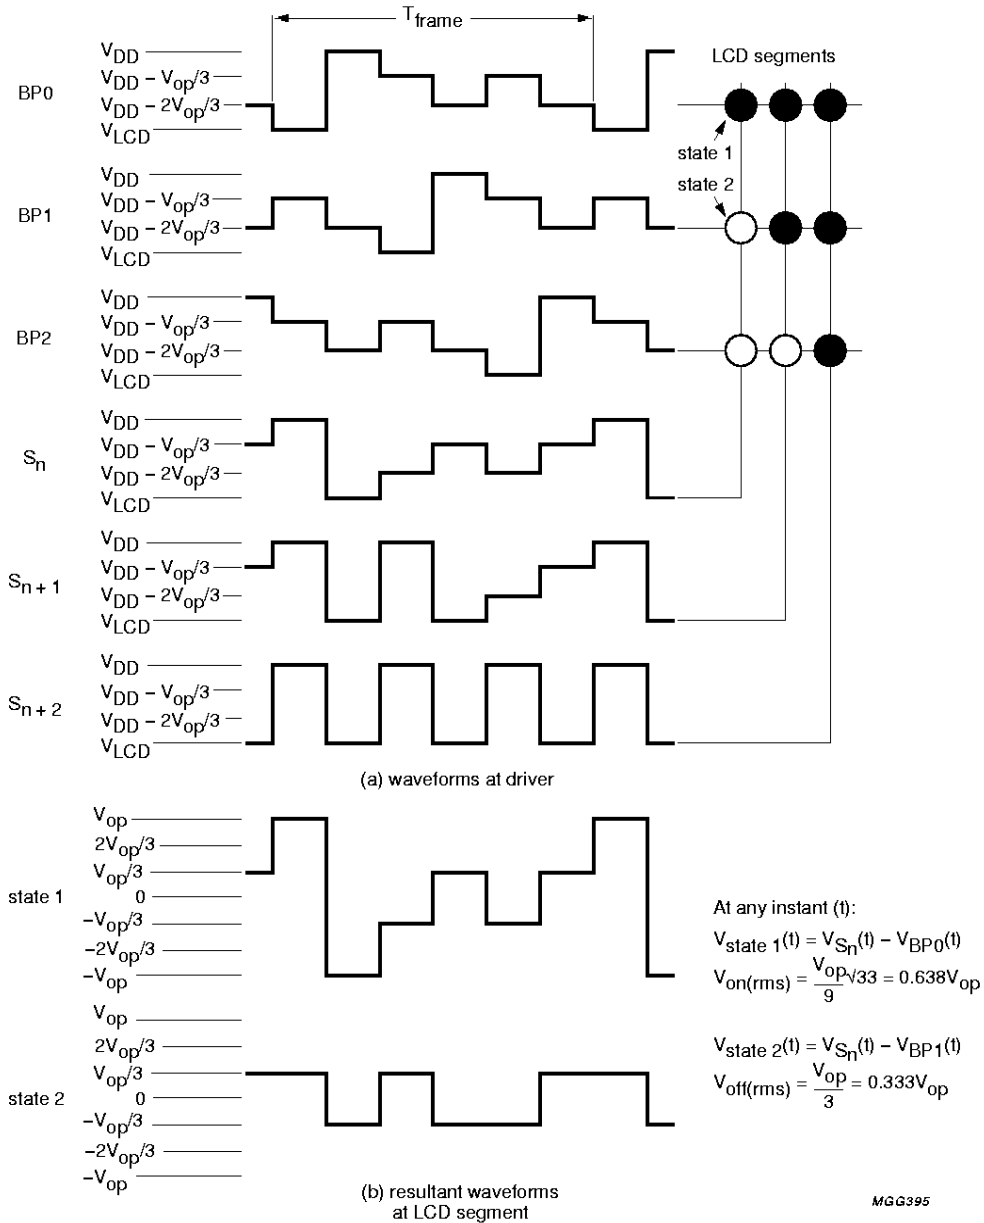 T_frame
BP0
V_DD
V_DD − V_op/3
V_DD − 2V_op/3
V_LCD
LCD segments
state 1
state 2
BP1
V_DD
V_DD − V_op/3
V_DD − 2V_op/3
V_LCD
BP2
V_DD
V_DD − V_op/3
V_DD − 2V_op/3
V_LCD
S_n
V_DD
V_DD − V_op/3
V_DD − 2V_op/3
V_LCD
S_n + 1
V_DD
V_DD − V_op/3
V_DD − 2V_op/3
V_LCD
S_n + 2
V_DD
V_DD − V_op/3
V_DD − 2V_op/3
V_LCD
(a) waveforms at driver
state 1
V_op
2V_op/3
V_op/3
0
−V_op/3
−2V_op/3
−V_op
At any instant (t):
V_state 1(t) = V_Sn(t) − V_BP0(t)
V_on(rms) = V_op/9 √33 = 0.638V_op
state 2
V_op
2V_op/3
V_op/3
0
−V_op/3
−2V_op/3
−V_op
V_state 2(t) = V_Sn(t) − V_BP1(t)
V_off(rms) = V_op/3 = 0.333V_op
(b) resultant waveforms
at LCD segment
MGG395